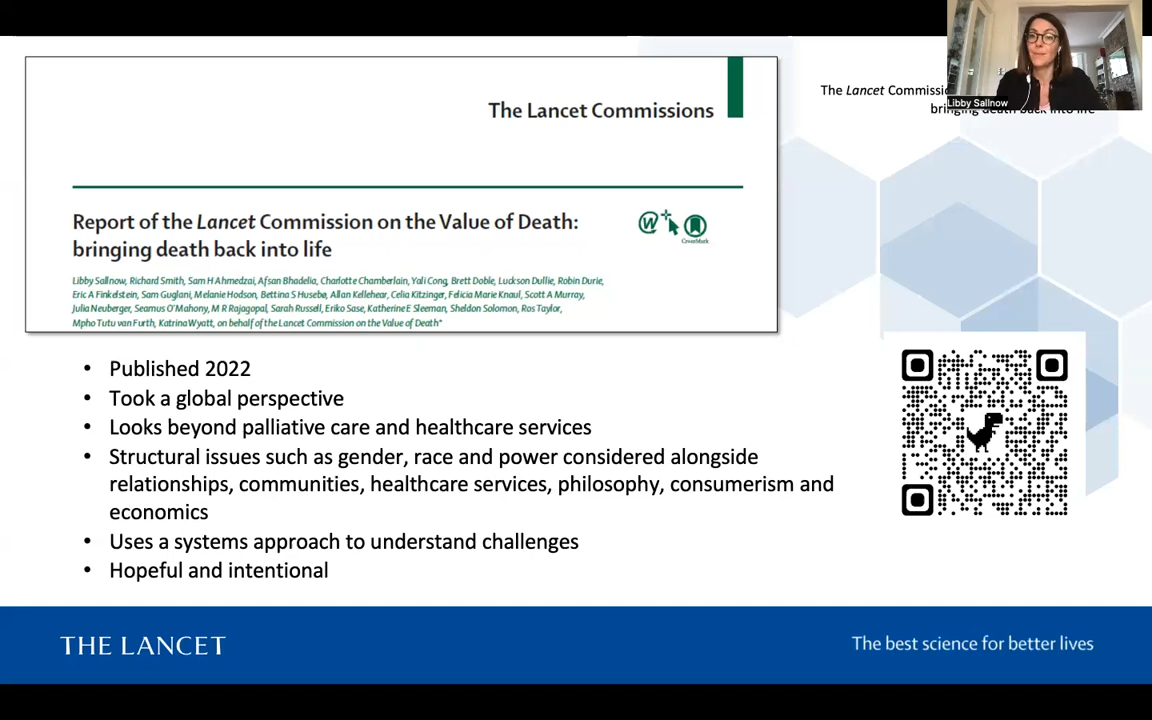 The Lancet Commissions
The Lancet Commissio
bringing death back into life
Libby Sallnow
Report of the Lancet Commission on the Value of Death:
bringing death back into life
CrossMark
Libby Sallnow, Richard Smith, Sam H Ahmedzai, Afsan Bhadelia, Charlotte Chamberlain, Yali Cong, Brett Doble, Luckson Dullie, Robin Durie,
Eric A Finkelstein, Sam Guglani, Melanie Hodson, Bettina S Husebø, Allan Kellehear, Celia Kitzinger, Felicia Marie Knaul, Scott A Murray,
Julia Neuberger, Seamus O'Mahony, M R Rajagopal, Sarah Russell, Eriko Sase, Katherine E Sleeman, Sheldon Solomon, Ros Taylor,
Mpho Tutu van Furth, Katrina Wyatt, on behalf of the Lancet Commission on the Value of Death*
• Published 2022
• Took a global perspective
• Looks beyond palliative care and healthcare services
• Structural issues such as gender, race and power considered alongside
relationships, communities, healthcare services, philosophy, consumerism and
economics
• Uses a systems approach to understand challenges
• Hopeful and intentional
THE LANCET
The best science for better lives